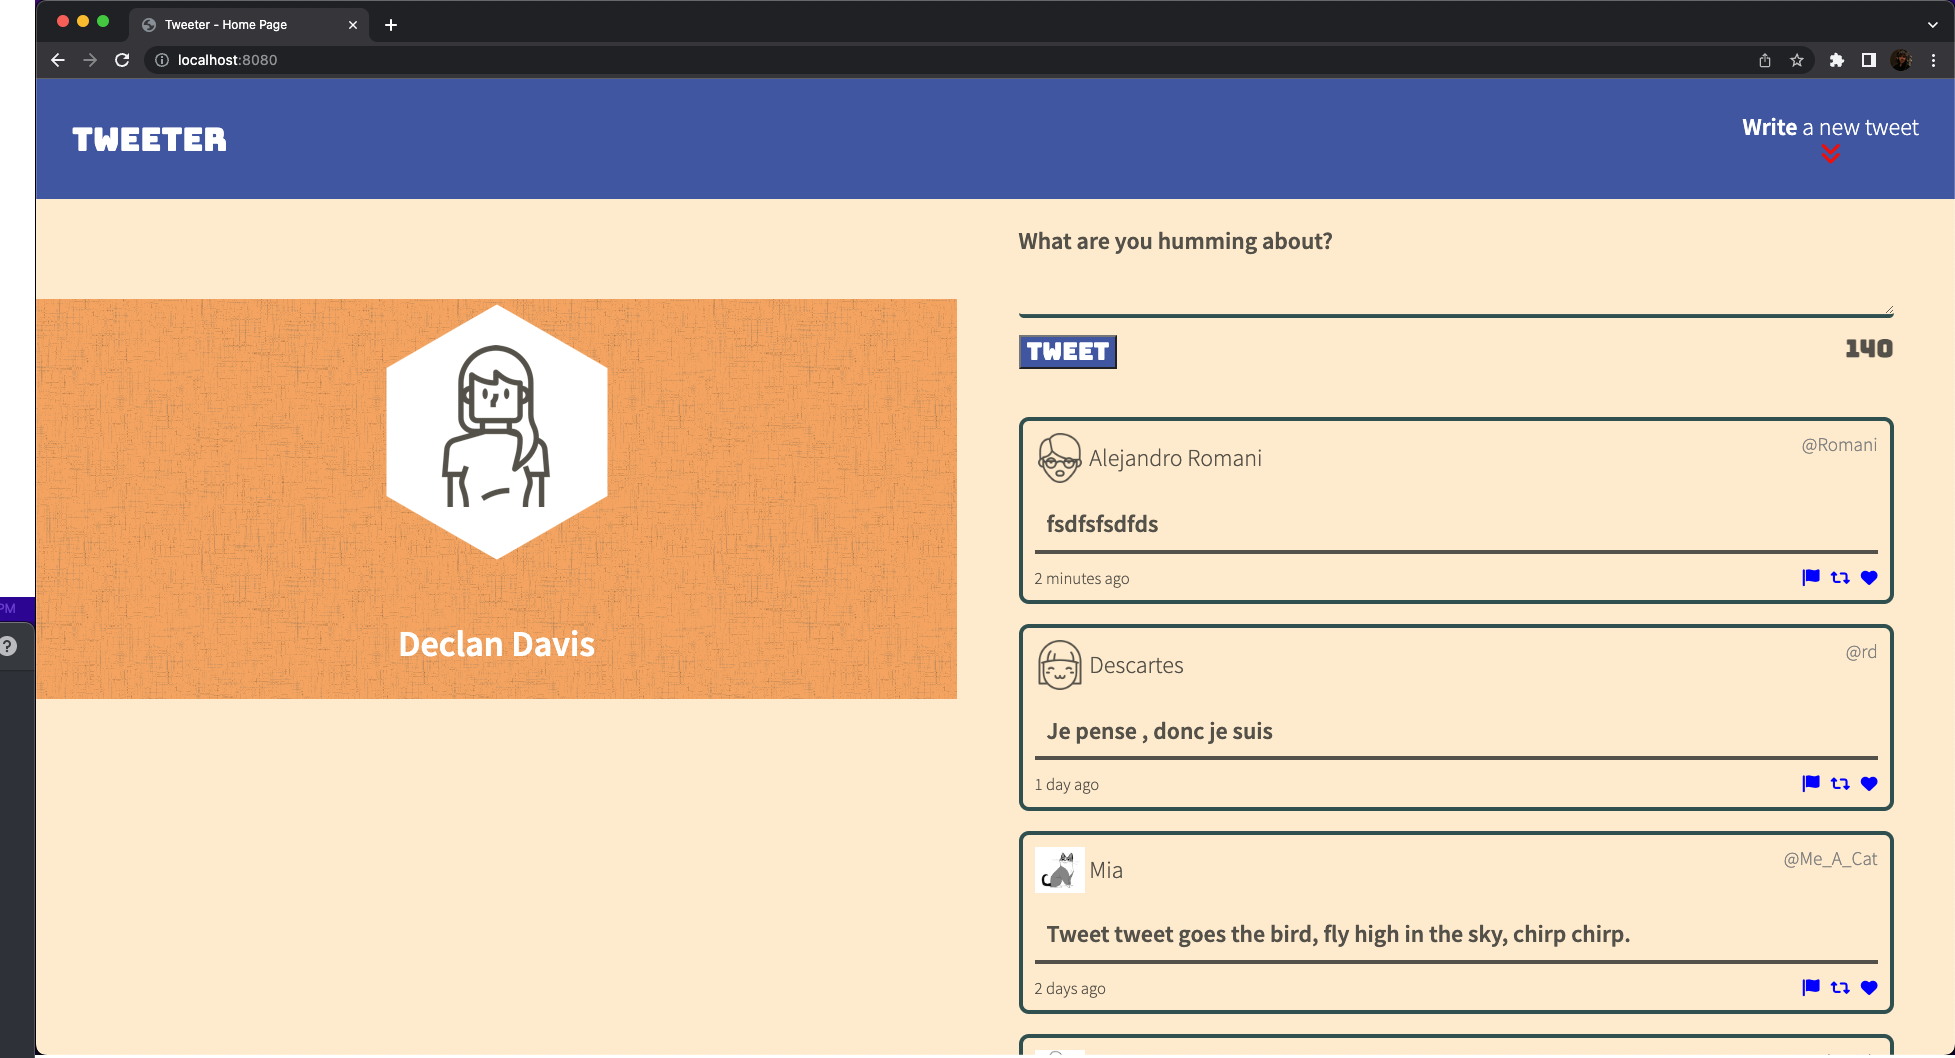 Tweeter - Home Page
localhost:8080
TWEETER
Write a new tweet
What are you humming about?
TWEET
140
Declan Davis
Alejandro Romani
@Romani
fsdfsfsdfds
2 minutes ago
Descartes
@rd
Je pense , donc je suis
1 day ago
Mia
@Me_A_Cat
Tweet tweet goes the bird, fly high in the sky, chirp chirp.
2 days ago
PM
?